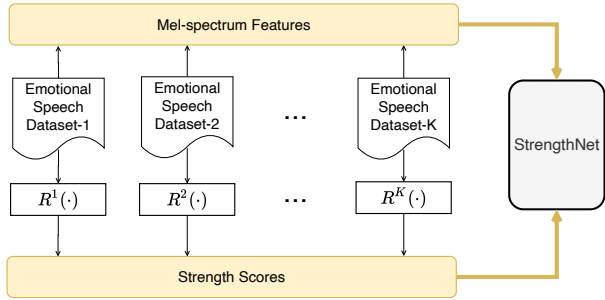 Mel-spectrum Features
Emotional
Speech
Dataset-1
Emotional
Speech
Dataset-2
...
Emotional
Speech
Dataset-K
StrengthNet
R¹(·)
R²(·)
...
Rᴷ(·)
Strength Scores